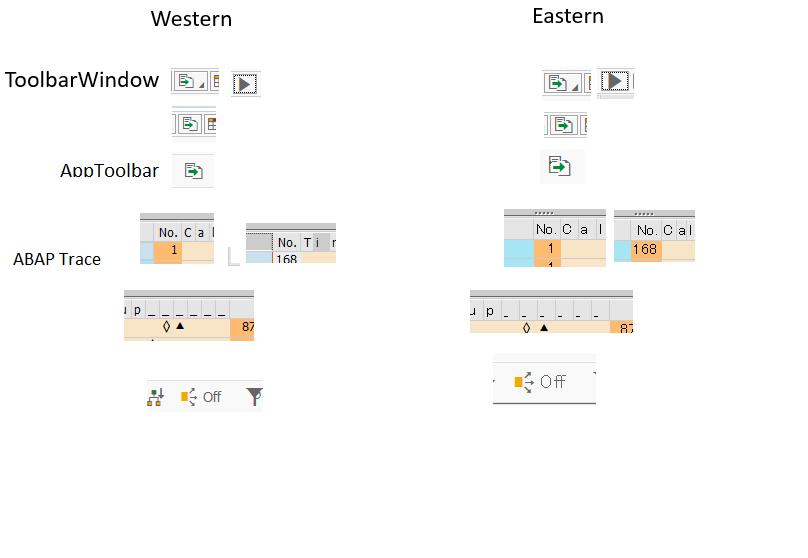 Western Eastern
ToolbarWindow
AppToolbar
No. C a l No. T i r No. C a l No. C a l
1 168 1 168
ABAP Trace 1
u p _ _ _ _ _ _ u p _ _ _ _ _ _
◊ ▲ 87 ◊ ▲ 87
Off Off